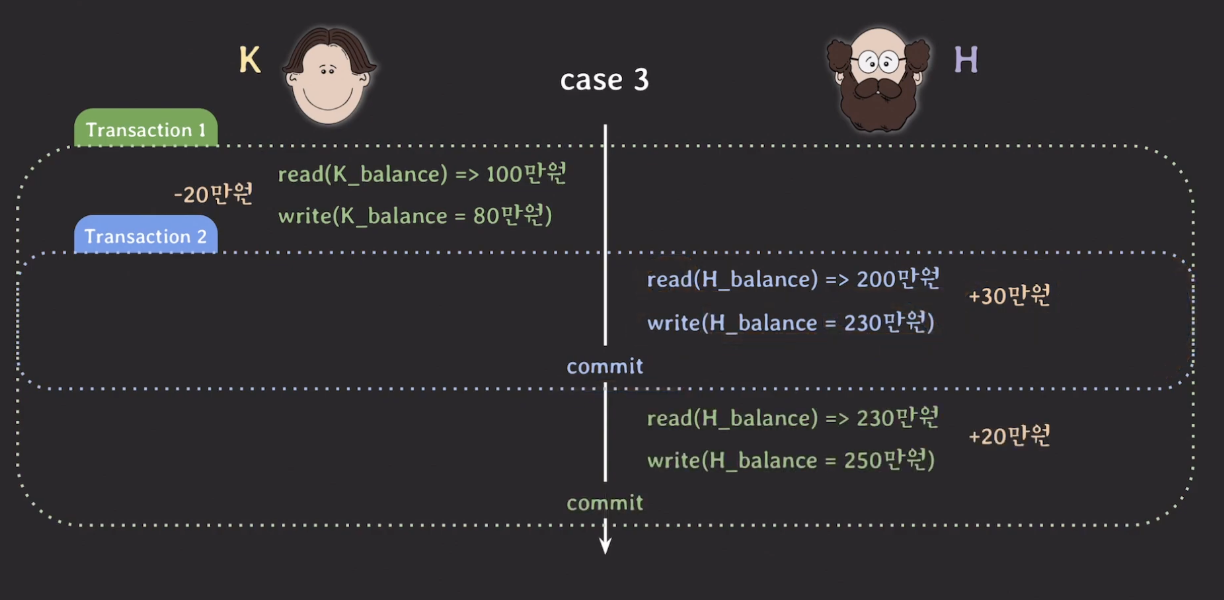 K
H
case 3
Transaction 1
read(K_balance) => 100만원
-20만원
write(K_balance = 80만원)
Transaction 2
read(H_balance) => 200만원
+30만원
write(H_balance = 230만원)
commit
read(H_balance) => 230만원
+20만원
write(H_balance = 250만원)
commit